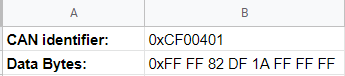 A B
CAN identifier: 0xCF00401
Data Bytes: 0xFF FF 82 DF 1A FF FF FF